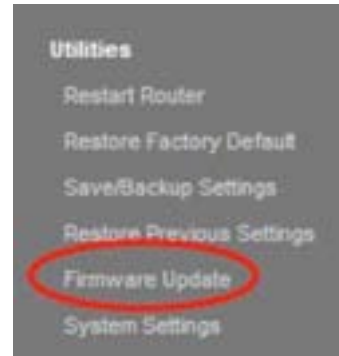 Utilities
Restart Router
Restore Factory Default
Save/Backup Settings
Restore Previous Settings
Firmware Update
System Settings